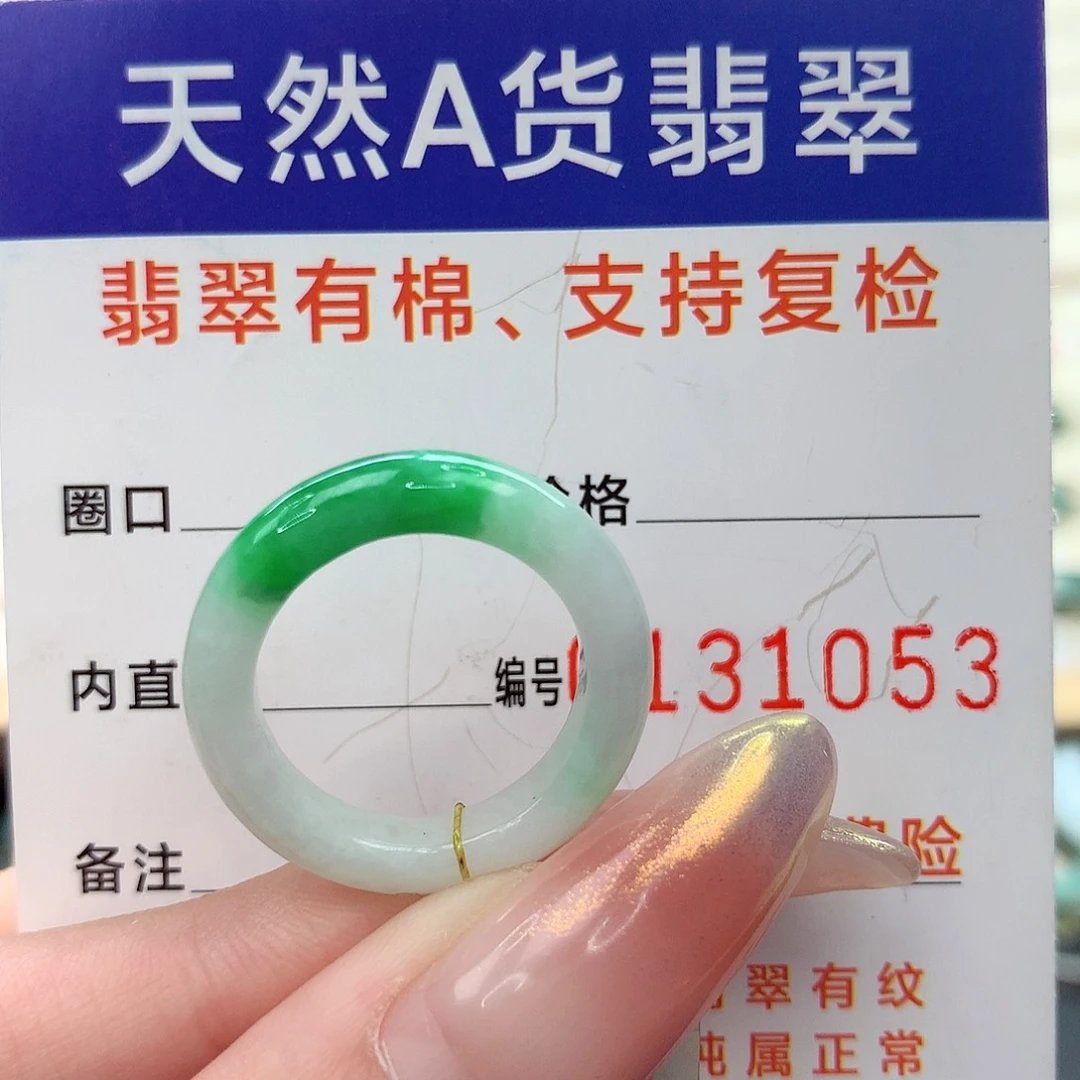 天然A货翡翠
翡翠有棉、支持复检
圈口 格
内直 编号 131053
备注 险
翠有纹
纯属正常